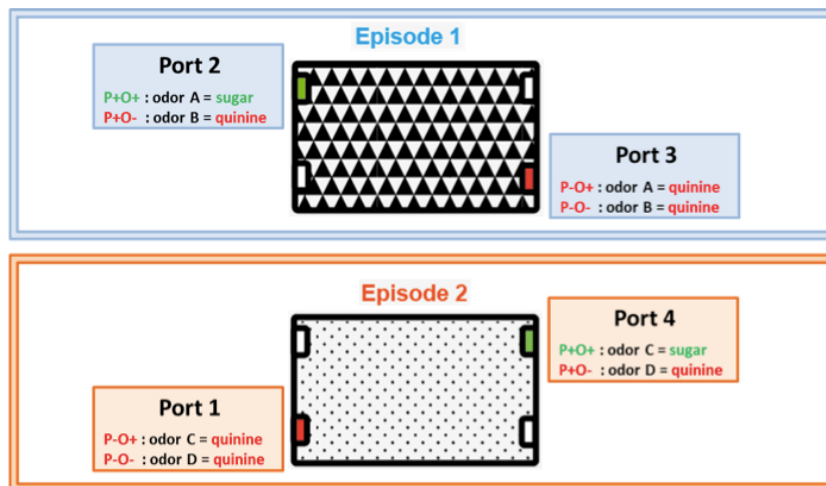 Episode 1
Port 2
P+O+ : odor A = sugar
P+O- : odor B = quinine
Port 3
P-O+ : odor A = quinine
P-O- : odor B = quinine
Episode 2
Port 4
P+O+ : odor C = sugar
P+O- : odor D = quinine
Port 1
P-O+ : odor C = quinine
P-O- : odor D = quinine